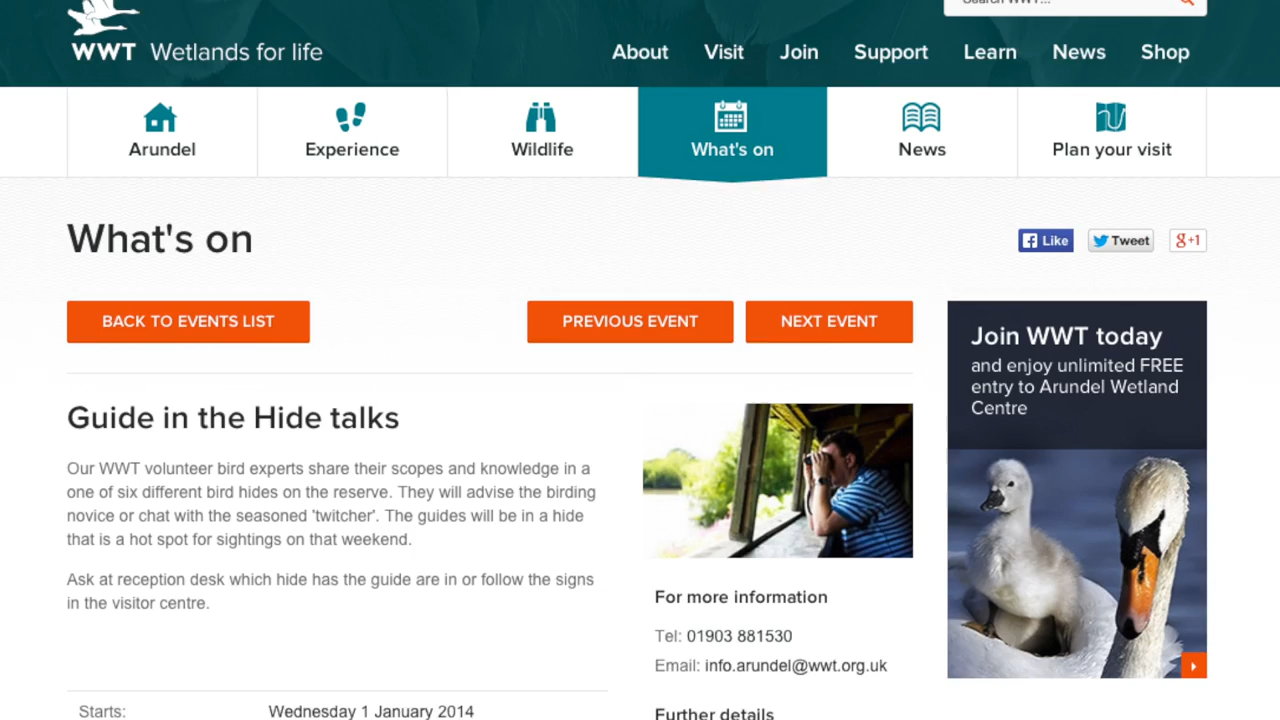 Search WWT...
WWT Wetlands for life
About Visit Join Support Learn News Shop
Arundel Experience Wildlife What's on News Plan your visit
What's on
Like Tweet g+1
BACK TO EVENTS LIST PREVIOUS EVENT NEXT EVENT
Join WWT today
and enjoy unlimited FREE
entry to Arundel Wetland
Centre
Guide in the Hide talks
Our WWT volunteer bird experts share their scopes and knowledge in a
one of six different bird hides on the reserve. They will advise the birding
novice or chat with the seasoned 'twitcher'. The guides will be in a hide
that is a hot spot for sightings on that weekend.
Ask at reception desk which hide has the guide are in or follow the signs
in the visitor centre.
For more information
Tel: 01903 881530
Email: info.arundel@wwt.org.uk
Starts: Wednesday 1 January 2014
Further details